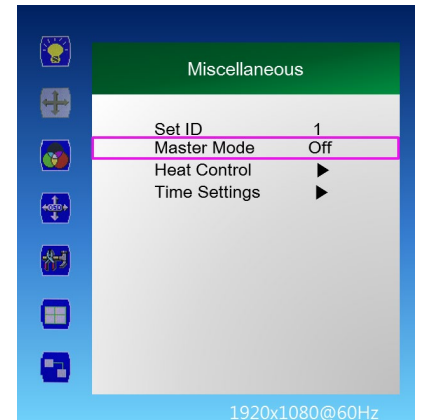 Miscellaneous
Set ID 1
Master Mode Off
Heat Control ▶
Time Settings ▶
1920x1080@60Hz